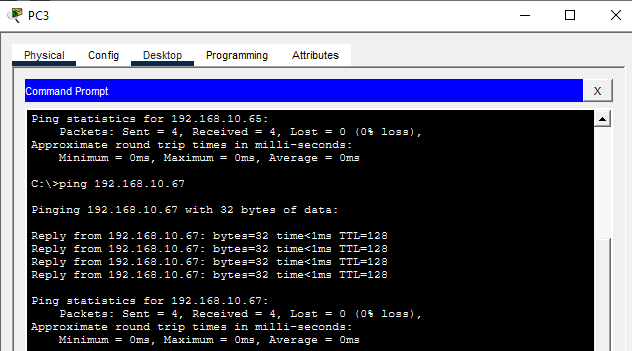 PC3
Physical Config Desktop Programming Attributes
Command Prompt
X
Ping statistics for 192.168.10.65:
    Packets: Sent = 4, Received = 4, Lost = 0 (0% loss),
Approximate round trip times in milli-seconds:
    Minimum = 0ms, Maximum = 0ms, Average = 0ms
C:\>ping 192.168.10.67
Pinging 192.168.10.67 with 32 bytes of data:
Reply from 192.168.10.67: bytes=32 time<1ms TTL=128
Reply from 192.168.10.67: bytes=32 time<1ms TTL=128
Reply from 192.168.10.67: bytes=32 time<1ms TTL=128
Reply from 192.168.10.67: bytes=32 time<1ms TTL=128
Ping statistics for 192.168.10.67:
    Packets: Sent = 4, Received = 4, Lost = 0 (0% loss),
Approximate round trip times in milli-seconds:
    Minimum = 0ms, Maximum = 0ms, Average = 0ms